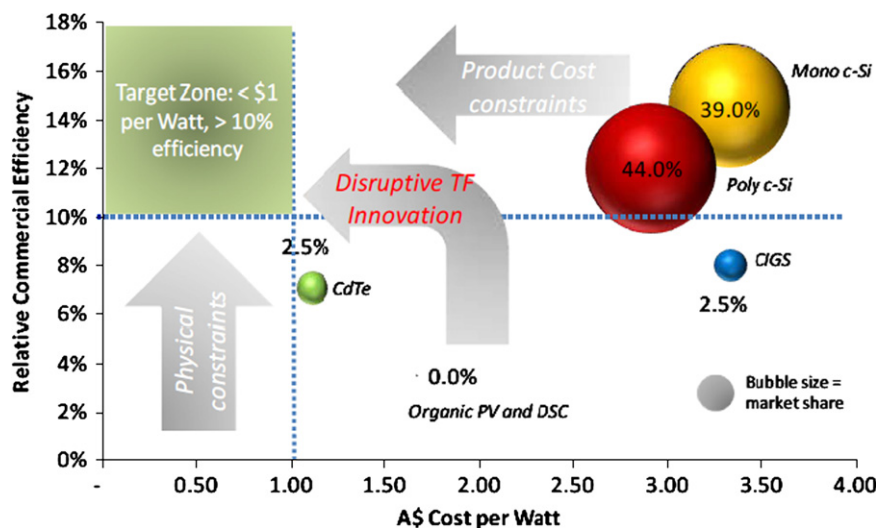 18%
16%
14%
12%
10%
8%
6%
4%
2%
0%
Relative Commercial Efficiency
Target Zone: < $1
per Watt, > 10%
efficiency
Product Cost
constraints
Mono c-Si
39.0%
44.0%
Poly c-Si
Disruptive TF
Innovation
2.5%
CdTe
CIGS
2.5%
Physical
constraints
0.0%
Organic PV and DSC
Bubble size =
market share
-
0.50
1.00
1.50
2.00
2.50
3.00
3.50
4.00
A$ Cost per Watt